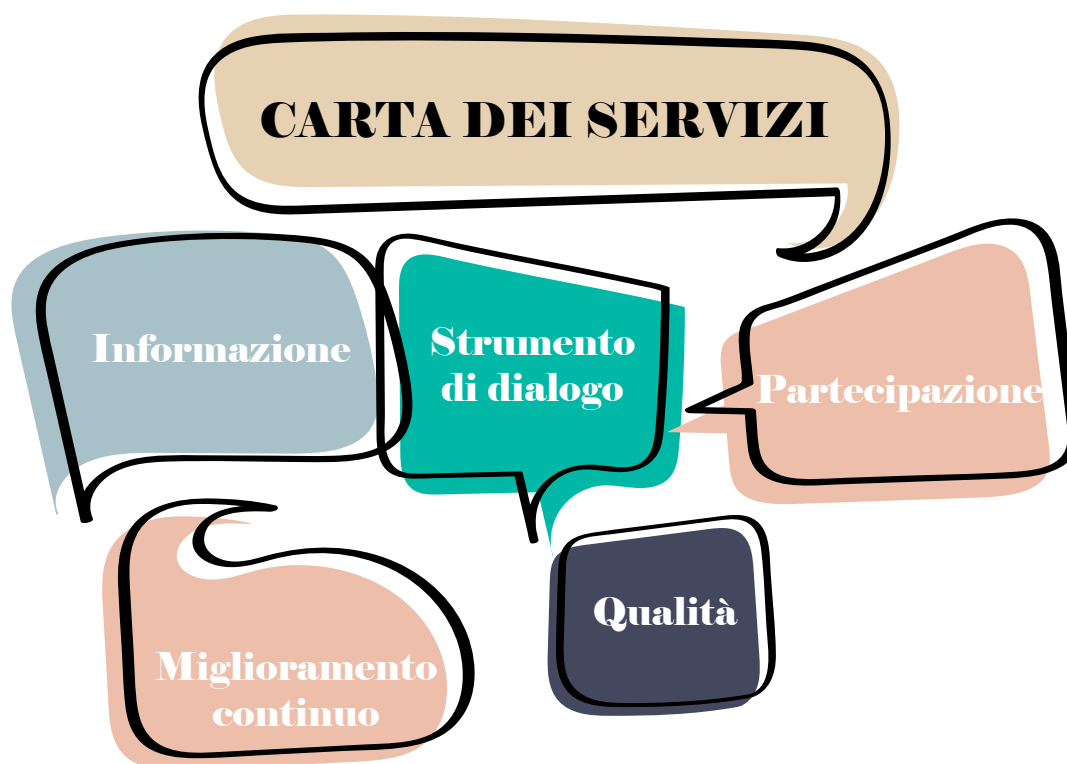 CARTA DEI SERVIZI
Informazione
Strumento
di dialogo
Partecipazione
Miglioramento
continuo
Qualità